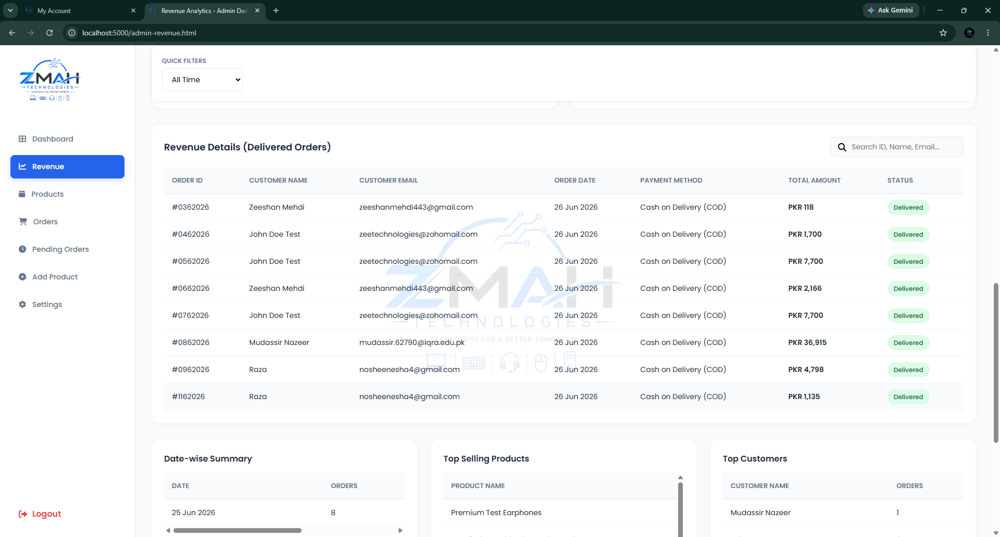 My Account
Revenue Analytics - Admin Das
Ask Gemini
localhost:5000/admin-revenue.html
ZMAH
TECHNOLOGIES
TECHNOLOGY FOR A BETTER TOMORROW
Dashboard
Revenue
Products
Orders
Pending Orders
Add Product
Settings
Logout
QUICK FILTERS
All Time
Revenue Details (Delivered Orders)
Search ID, Name, Email...
ORDER ID CUSTOMER NAME CUSTOMER EMAIL ORDER DATE PAYMENT METHOD TOTAL AMOUNT STATUS
#0362026 Zeeshan Mehdi zeeshanmehdi443@gmail.com 26 Jun 2026 Cash on Delivery (COD) PKR 118 Delivered
#0462026 John Doe Test zeetechnologies@zohomail.com 26 Jun 2026 Cash on Delivery (COD) PKR 1,700 Delivered
#0562026 John Doe Test zeetechnologies@zohomail.com 26 Jun 2026 Cash on Delivery (COD) PKR 7,700 Delivered
#0662026 Zeeshan Mehdi zeeshanmehdi443@gmail.com 26 Jun 2026 Cash on Delivery (COD) PKR 2,166 Delivered
#0762026 John Doe Test zeetechnologies@zohomail.com 26 Jun 2026 Cash on Delivery (COD) PKR 7,700 Delivered
#0862026 Mudassir Nazeer mudassir.62790@iqra.edu.pk 26 Jun 2026 Cash on Delivery (COD) PKR 36,915 Delivered
#0962026 Raza nosheenesha4@gmail.com 26 Jun 2026 Cash on Delivery (COD) PKR 4,798 Delivered
#1162026 Raza nosheenesha4@gmail.com 26 Jun 2026 Cash on Delivery (COD) PKR 1,135 Delivered
ZMAH
TECHNOLOGIES
TECHNOLOGY FOR A BETTER TOMORROW
Date-wise Summary
DATE ORDERS
25 Jun 2026 8
Top Selling Products
PRODUCT NAME
Premium Test Earphones
Top Customers
CUSTOMER NAME ORDERS
Mudassir Nazeer 1